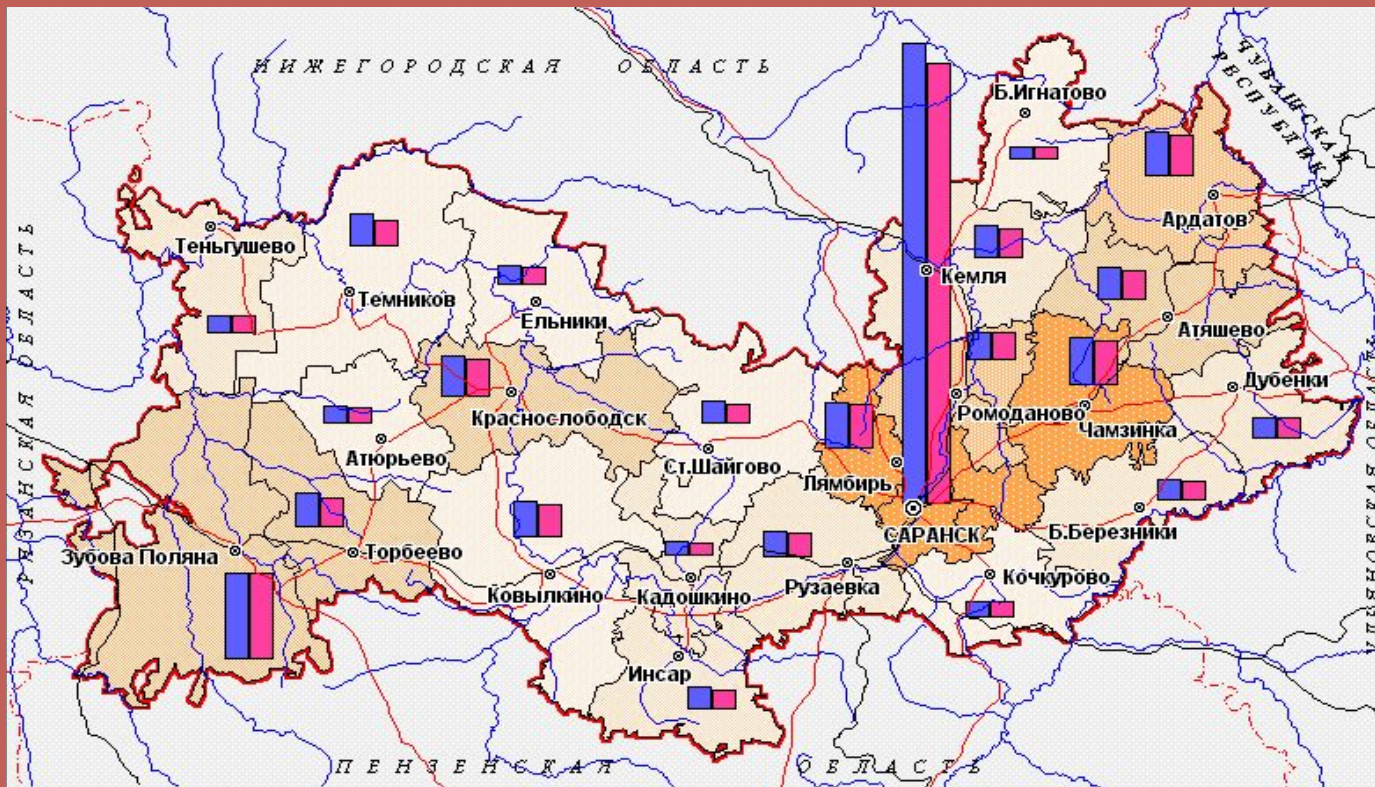 НИЖЕГОРОДСКАЯ ОБЛАСТЬ
ЧУВАШСКАЯ
РЕСПУБЛИКА
Б.Игнатово
Ардатов
Теньгушево
Темников
Кемля
Ельники
Атяшево
РЯЗАНСКАЯ ОБЛАСТЬ
Дубенки
Краснослободск
Ромоданово
Чамзинка
Атюрьево
Ст.Шайгово
Лямбирь
УЛЬЯНОВСКАЯ ОБЛАСТЬ
САРАНСК
Б.Березники
Зубова Поляна
Торбеево
Ковылкино
Кадошкино
Рузаевка
Кочкурово
Инсар
ПЕНЗЕНСКАЯ ОБЛАСТЬ